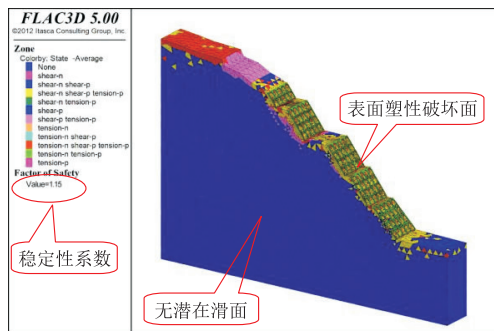 FLAC3D 5.00
©2012 Itasca Consulting Group, Inc.
Zone
Colorby: State -Average
None
shear-n
shear-n shear-p
shear-n shear-p tension-p
shear-n tension-p
shear-p
shear-p tension-p
tension-n
tension-n shear-p
tension-n shear-p tension-p
tension-n tension-p
tension-p
Factor of Safety
Value=1.15
稳定性系数
表面塑性破坏面
无潜在滑面